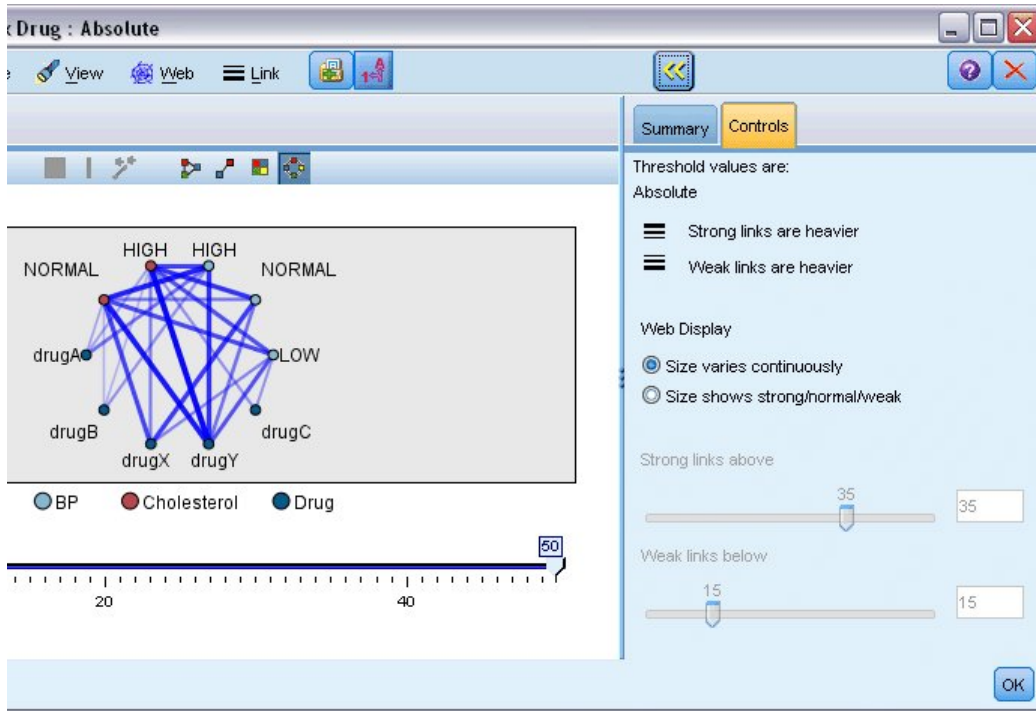 x Drug : Absolute
e View Web Link
Summary Controls
Threshold values are:
Absolute
Strong links are heavier
Weak links are heavier
Web Display
Size varies continuously
Size shows strong/normal/weak
Strong links above
35 35
Weak links below
15 15
OK
HIGH HIGH
NORMAL NORMAL
drugA LOW
drugB drugC
drugX drugY
BP Cholesterol Drug
50
20 40